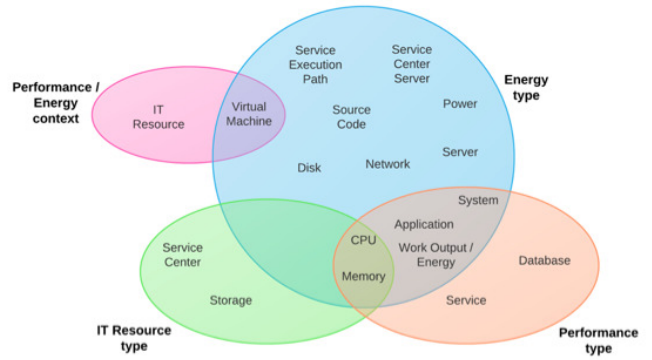 Service
Execution
Path
Service
Center
Server
Performance /
Energy
context
Energy
type
IT
Resource
Virtual
Machine
Source
Code
Power
Disk
Network
Server
System
Application
CPU
Work Output /
Energy
Service
Center
Memory
Database
Storage
Service
IT Resource
type
Performance
type